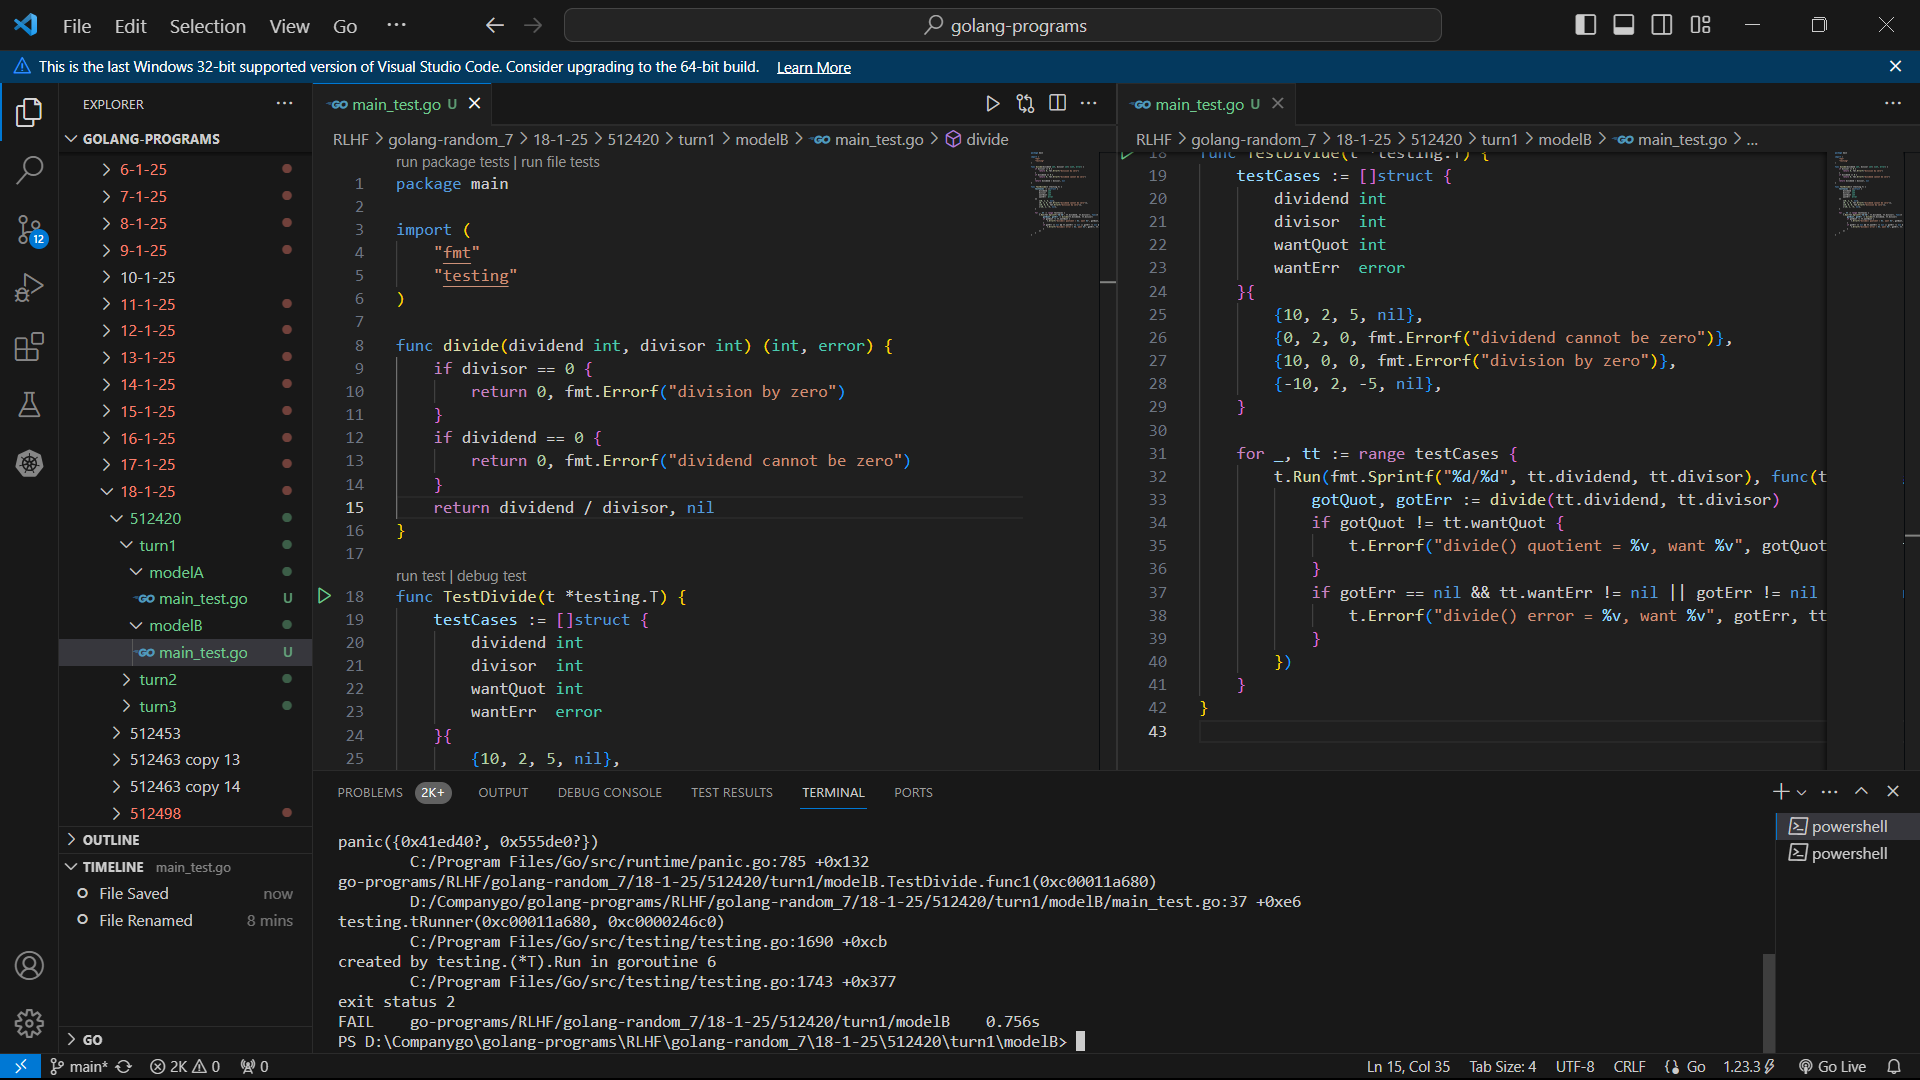 File Edit Selection View Go ··· golang-programs
This is the last Windows 32-bit supported version of Visual Studio Code. Consider upgrading to the 64-bit build. Learn More
EXPLORER
GOLANG-PROGRAMS
6-1-25
7-1-25
8-1-25
9-1-25
10-1-25
11-1-25
12-1-25
13-1-25
14-1-25
15-1-25
16-1-25
17-1-25
18-1-25
512420
turn1
modelA
main_test.go U
modelB
main_test.go U
turn2
turn3
512453
512463 copy 13
512463 copy 14
512498
OUTLINE
TIMELINE main_test.go
File Saved now
File Renamed 8 mins
GO
12
main_test.go U
RLHF > golang-random_7 > 18-1-25 > 512420 > turn1 > modelB > main_test.go > divide
run package tests | run file tests
1 package main
2
3 import (
4 "fmt"
5 "testing"
6 )
7
8 func divide(dividend int, divisor int) (int, error) {
9 if divisor == 0 {
10 return 0, fmt.Errorf("division by zero")
11 }
12 if dividend == 0 {
13 return 0, fmt.Errorf("dividend cannot be zero")
14 }
15 return dividend / divisor, nil
16 }
17
run test | debug test
18 func TestDivide(t *testing.T) {
19 testCases := []struct {
20 dividend int
21 divisor int
22 wantQuot int
23 wantErr error
24 }{
25 {10, 2, 5, nil},
main_test.go U
RLHF > golang-random_7 > 18-1-25 > 512420 > turn1 > modelB > main_test.go > ...
18 func TestDivide(t *testing.T) {
19 testCases := []struct {
20 dividend int
21 divisor int
22 wantQuot int
23 wantErr error
24 }{
25 {10, 2, 5, nil},
26 {0, 2, 0, fmt.Errorf("dividend cannot be zero")},
27 {10, 0, 0, fmt.Errorf("division by zero")},
28 {-10, 2, -5, nil},
29 }
30
31 for _, tt := range testCases {
32 t.Run(fmt.Sprintf("%d/%d", tt.dividend, tt.divisor), func(t
33 gotQuot, gotErr := divide(tt.dividend, tt.divisor)
34 if gotQuot != tt.wantQuot {
35 t.Errorf("divide() quotient = %v, want %v", gotQuot
36 }
37 if gotErr == nil && tt.wantErr != nil || gotErr != nil
38 t.Errorf("divide() error = %v, want %v", gotErr, tt
39 }
40 })
41 }
42 }
43
PROBLEMS 2K+ OUTPUT DEBUG CONSOLE TEST RESULTS TERMINAL PORTS
panic({0x41ed40?, 0x555de0?})
C:/Program Files/Go/src/runtime/panic.go:785 +0x132
go-programs/RLHF/golang-random_7/18-1-25/512420/turn1/modelB.TestDivide.func1(0xc00011a680)
D:/Companygo/golang-programs/RLHF/golang-random_7/18-1-25/512420/turn1/modelB/main_test.go:37 +0xe6
testing.tRunner(0xc00011a680, 0xc0000246c0)
C:/Program Files/Go/src/testing/testing.go:1690 +0xcb
created by testing.(*T).Run in goroutine 6
C:/Program Files/Go/src/testing/testing.go:1743 +0x377
exit status 2
FAIL go-programs/RLHF/golang-random_7/18-1-25/512420/turn1/modelB 0.756s
PS D:\Companygo\golang-programs\RLHF\golang-random_7\18-1-25\512420\turn1\modelB>
powershell
powershell
main* 2K 0 0 Ln 15, Col 35 Tab Size: 4 UTF-8 CRLF Go 1.23.3 Go Live